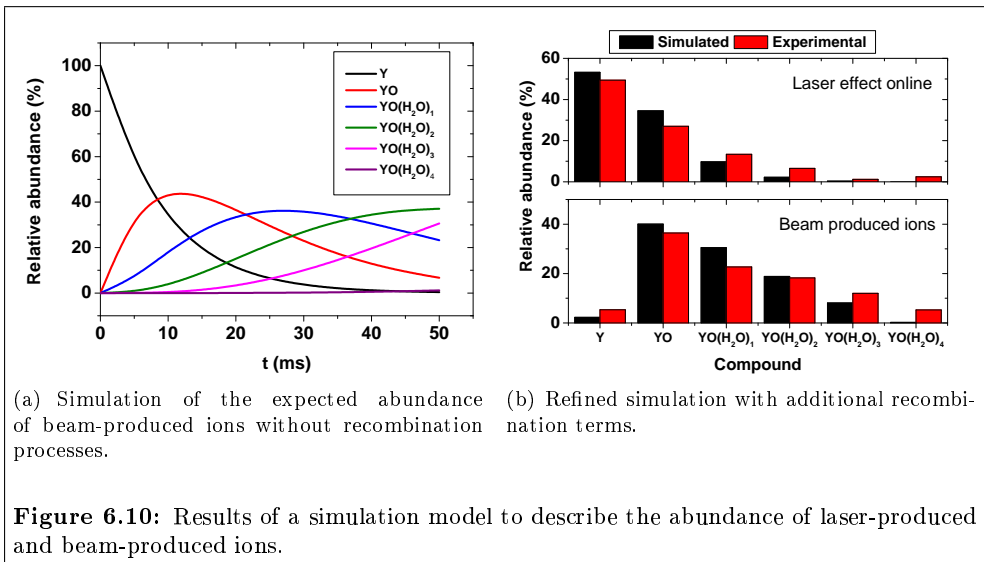 Relative abundance (%)
100
80
60
40
20
0
0 10 20 30 40 50
t (ms)
Y
YO
YO(H₂O)₁
YO(H₂O)₂
YO(H₂O)₃
YO(H₂O)₄
Simulated Experimental
Relative abundance (%)
60
40
20
0
Laser effect online
40
20
0
Beam produced ions
Y YO YO(H₂O)₁ YO(H₂O)₂ YO(H₂O)₃ YO(H₂O)₄
Compound
(a) Simulation of the expected abundance
of beam-produced ions without recombination
processes.
(b) Refined simulation with additional recombi-
nation terms.
Figure 6.10: Results of a simulation model to describe the abundance of laser-produced
and beam-produced ions.